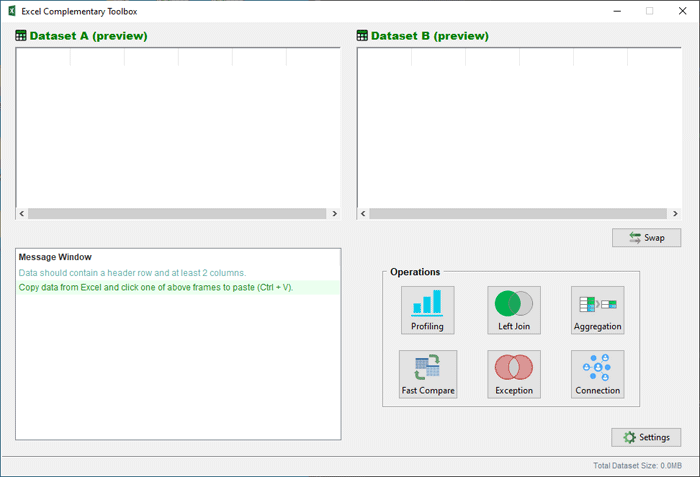 Excel Complementary Toolbox
Dataset A (preview)
Dataset B (preview)
Swap
Message Window
Data should contain a header row and at least 2 columns.
Copy data from Excel and click one of above frames to paste (Ctrl + V).
Operations
Profiling
Left Join
Aggregation
Fast Compare
Exception
Connection
Settings
Total Dataset Size: 0.0MB